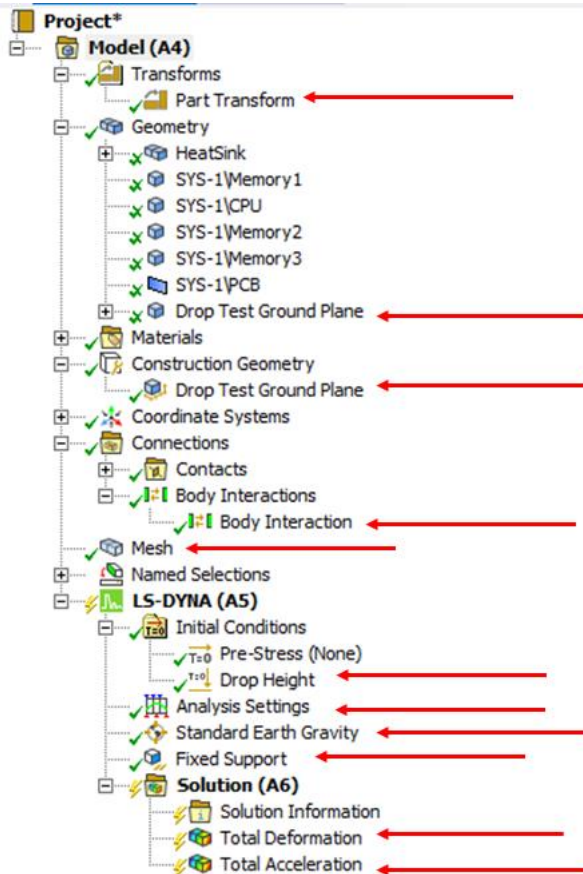 Project*
Model (A4)
Transforms
Part Transform
Geometry
HeatSink
SYS-1\Memory1
SYS-1\CPU
SYS-1\Memory2
SYS-1\Memory3
SYS-1\PCB
Drop Test Ground Plane
Materials
Construction Geometry
Drop Test Ground Plane
Coordinate Systems
Connections
Contacts
Body Interactions
Body Interaction
Mesh
Named Selections
LS-DYNA (A5)
T=0 Initial Conditions
T=0 Pre-Stress (None)
T=0 Drop Height
Analysis Settings
Standard Earth Gravity
Fixed Support
Solution (A6)
Solution Information
Total Deformation
Total Acceleration